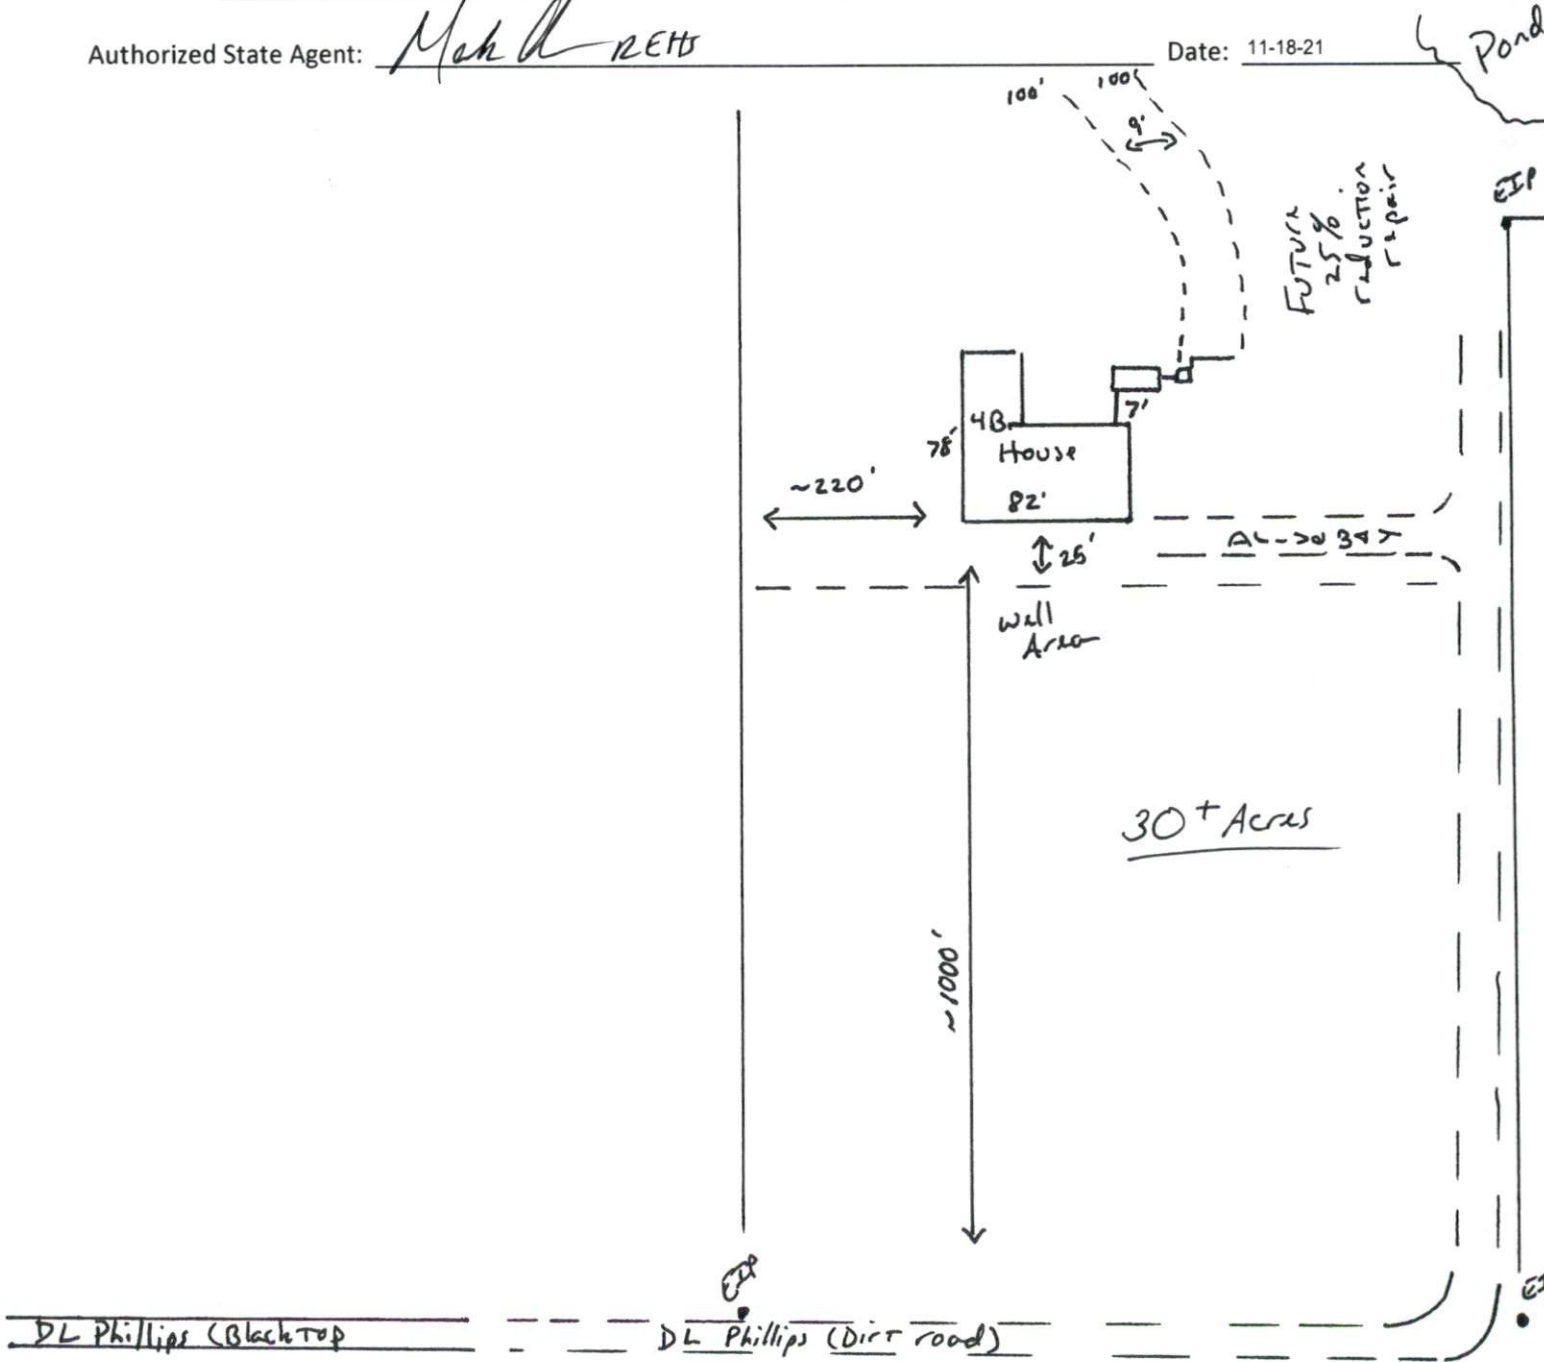 Authorized State Agent: REHS
Date: 11-18-21
Pond
100' 100'
9'
EIP
Future
25%
reduction
repair
7'
4B.
78'
House
82'
~220'
25'
Well
Area
30+ Acres
~1000'
EIP
DL Phillips (BlackTop
DL Phillips (Dirt road)